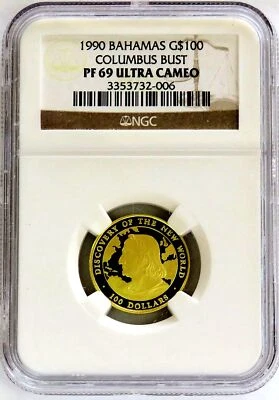 1990 BAHAMAS G$100
COLUMBUS BUST
PF 69 ULTRA CAMEO
3353732-006
NGC
DISCOVERY OF THE NEW WORLD
100 DOLLARS